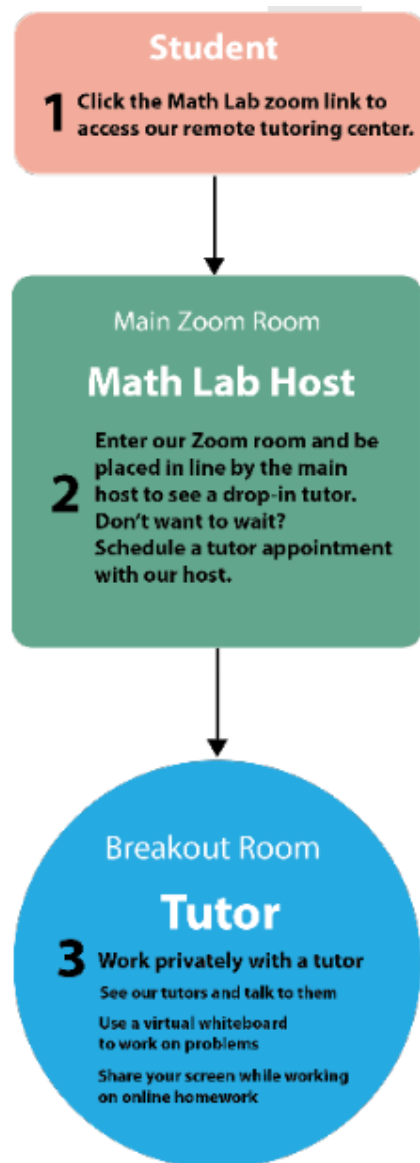 Student
1 Click the Math Lab zoom link to
access our remote tutoring center.
Main Zoom Room
Math Lab Host
Enter our Zoom room and be
placed in line by the main
2 host to see a drop-in tutor.
Don't want to wait?
Schedule a tutor appointment
with our host.
Breakout Room
Tutor
3 Work privately with a tutor
See our tutors and talk to them
Use a virtual whiteboard
to work on problems
Share your screen while working
on online homework